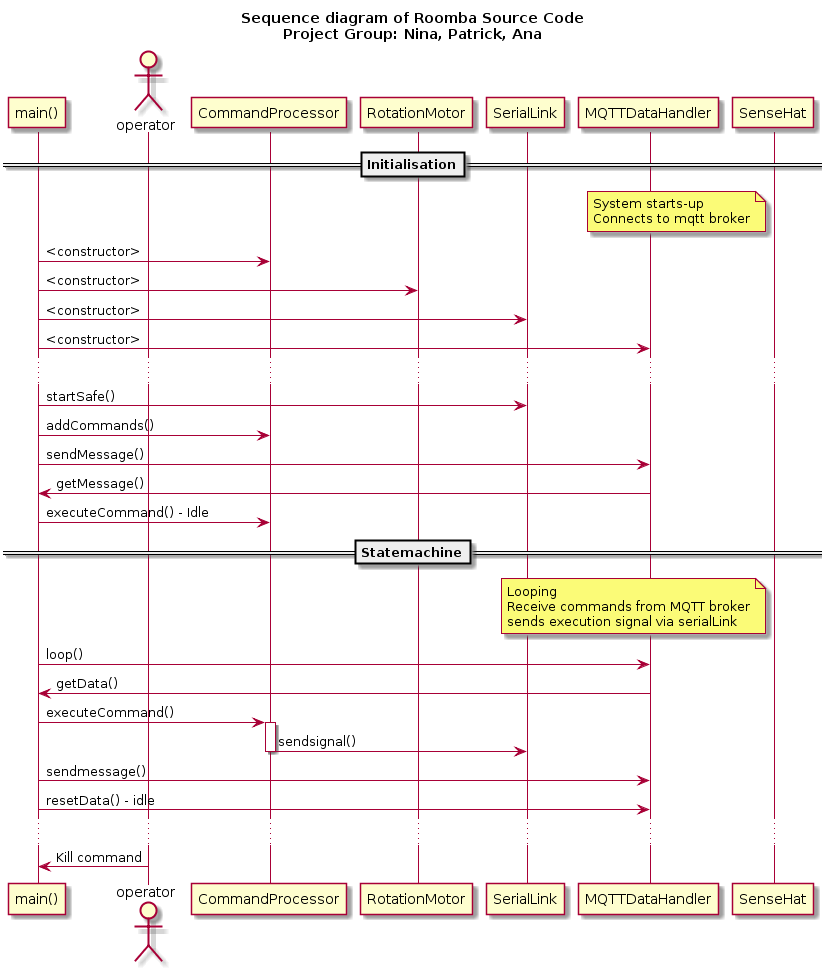 Sequence diagram of Roomba Source Code
Project Group: Nina, Patrick, Ana
main()
operator
CommandProcessor
RotationMotor
SerialLink
MQTTDataHandler
SenseHat
Initialisation
System starts-up
Connects to mqtt broker
<constructor>
<constructor>
<constructor>
<constructor>
startSafe()
addCommands()
sendMessage()
getMessage()
executeCommand() - Idle
Statemachine
Looping
Receive commands from MQTT broker
sends execution signal via serialLink
loop()
getData()
executeCommand()
sendsignal()
sendmessage()
resetData() - idle
Kill command
main()
operator
CommandProcessor
RotationMotor
SerialLink
MQTTDataHandler
SenseHat